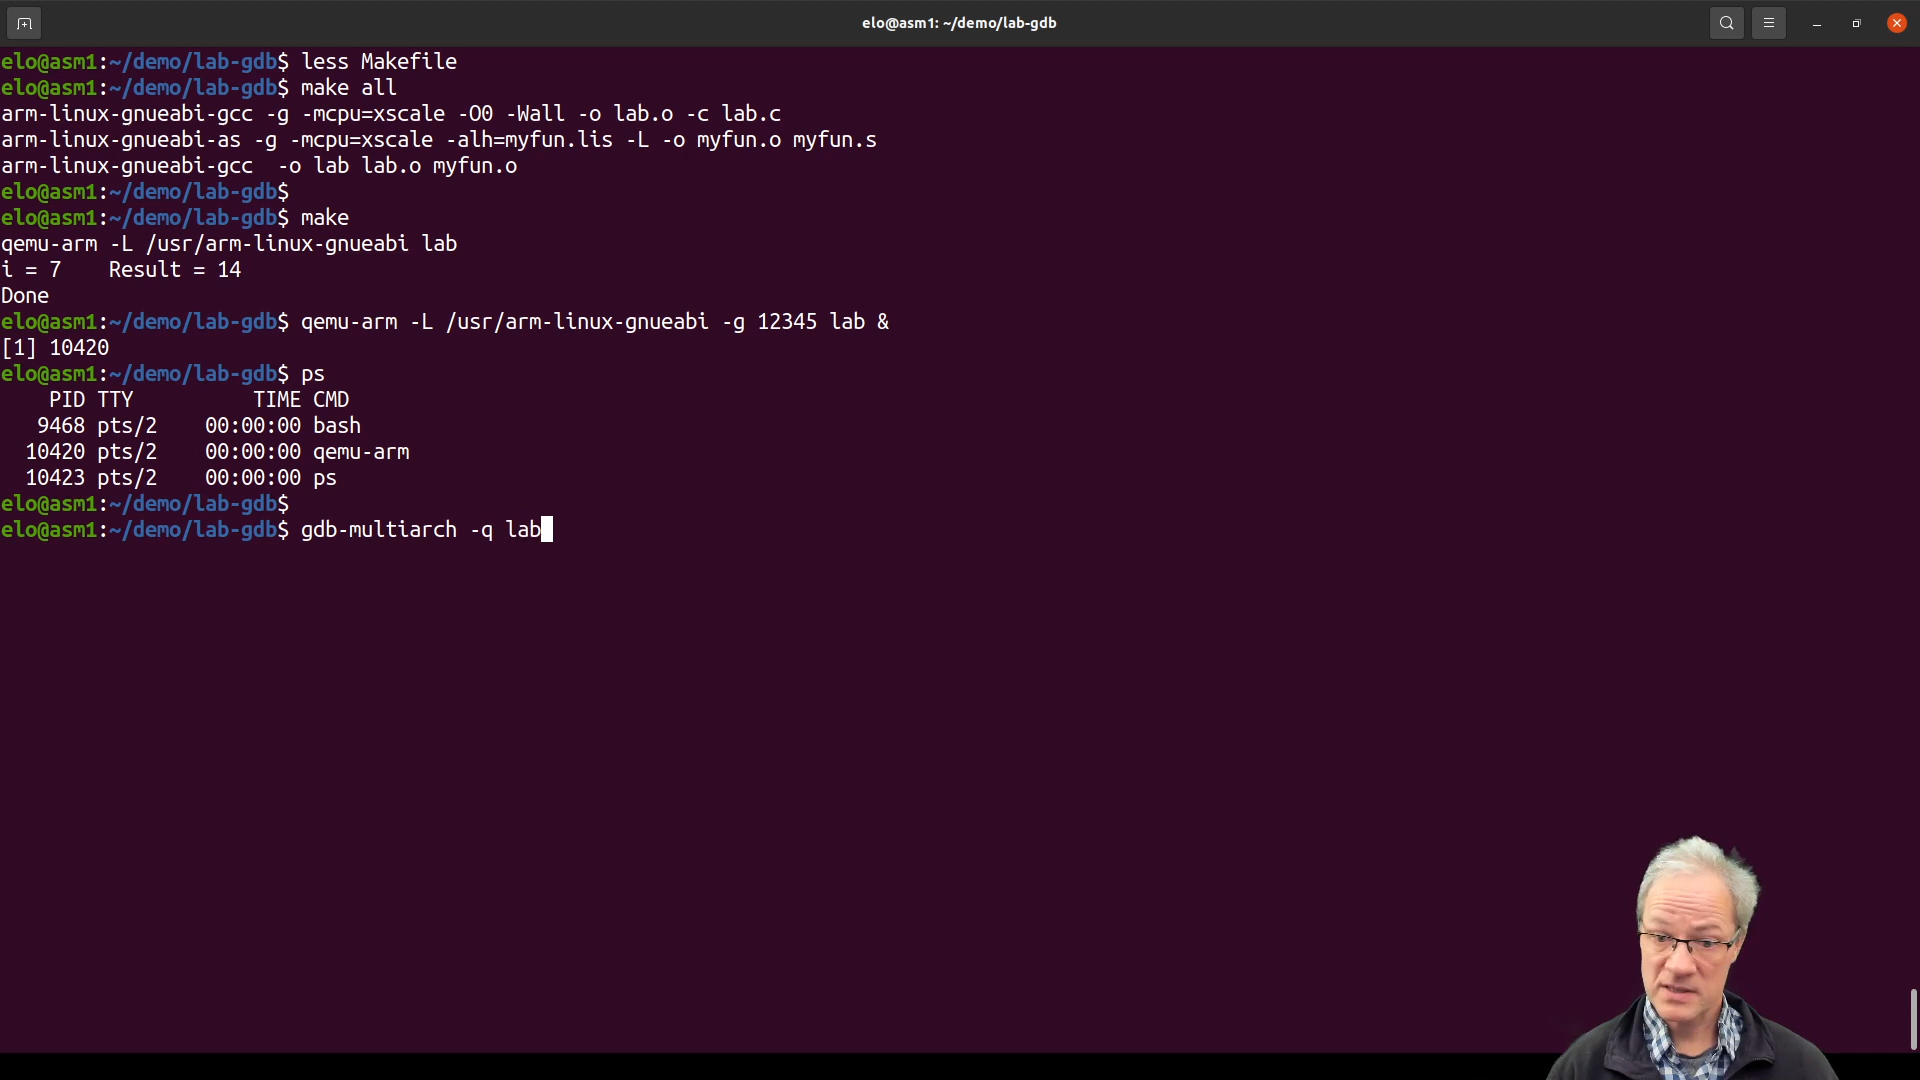 elo@asm1: ~/demo/lab-gdb
elo@asm1:~/demo/lab-gdb$ less Makefile
elo@asm1:~/demo/lab-gdb$ make all
arm-linux-gnueabi-gcc -g -mcpu=xscale -O0 -Wall -o lab.o -c lab.c
arm-linux-gnueabi-as -g -mcpu=xscale -alh=myfun.lis -L -o myfun.o myfun.s
arm-linux-gnueabi-gcc  -o lab lab.o myfun.o
elo@asm1:~/demo/lab-gdb$
elo@asm1:~/demo/lab-gdb$ make
qemu-arm -L /usr/arm-linux-gnueabi lab
i = 7    Result = 14
Done
elo@asm1:~/demo/lab-gdb$ qemu-arm -L /usr/arm-linux-gnueabi -g 12345 lab &
[1] 10420
elo@asm1:~/demo/lab-gdb$ ps
    PID TTY          TIME CMD
   9468 pts/2    00:00:00 bash
  10420 pts/2    00:00:00 qemu-arm
  10423 pts/2    00:00:00 ps
elo@asm1:~/demo/lab-gdb$
elo@asm1:~/demo/lab-gdb$ gdb-multiarch -q lab